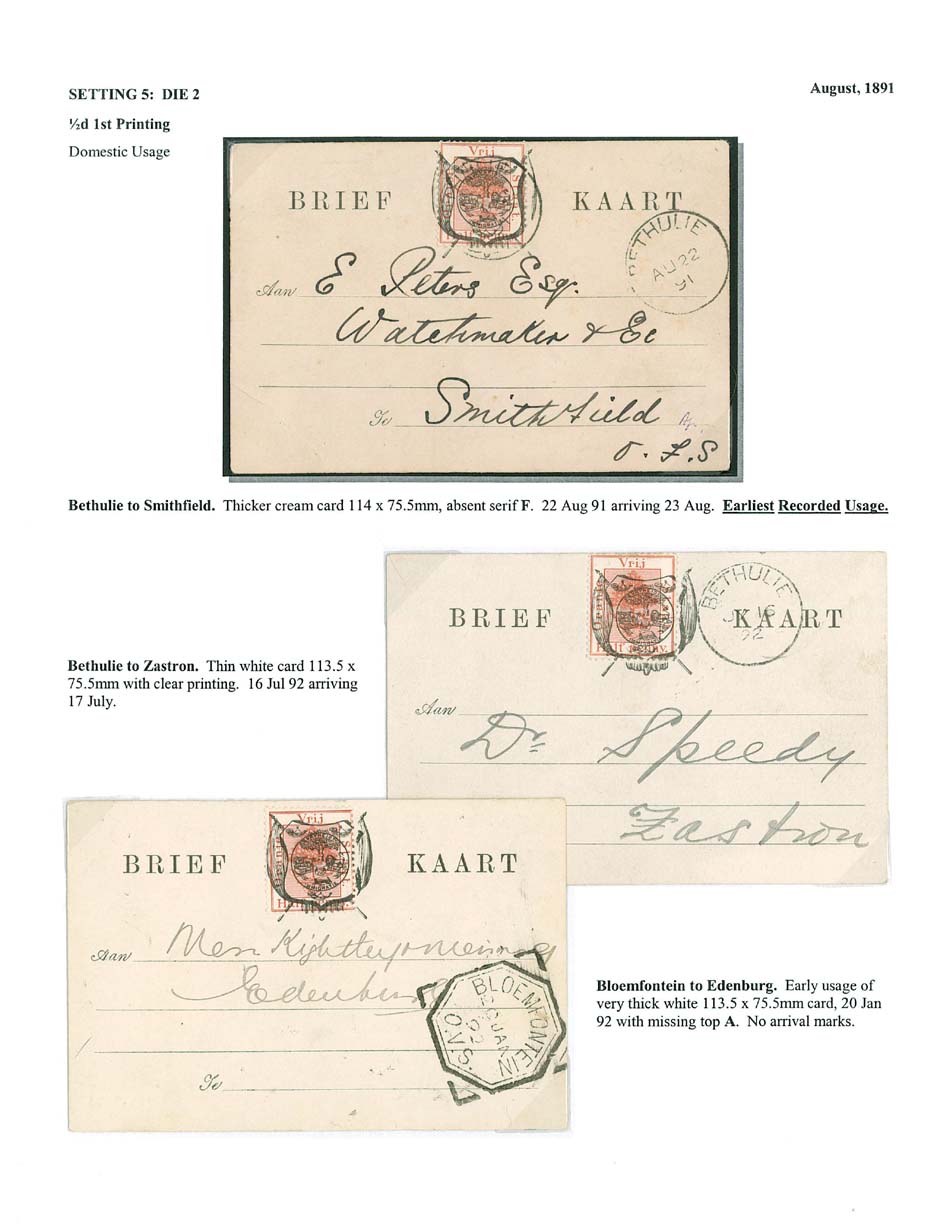 SETTING 5: DIE 2
August, 1891
½d 1st Printing
Domestic Usage
Vrij
BRIEF KAART
BETHULIE
AU 22
91
Aan E Peters Esqr.
Watchmaker & Ec
Te Smithfield
O.F.S
Bethulie to Smithfield. Thicker cream card 114 x 75.5mm, absent serif F. 22 Aug 91 arriving 23 Aug. Earliest Recorded Usage.
Vrij
Oranje
BRIEF KAART
BETHULIE
16
92
Bethulie to Zastron. Thin white card 113.5 x
75.5mm with clear printing. 16 Jul 92 arriving
17 July.
Aan
Dr Speedy
Zastron
Vrij
BRIEF KAART
Aan
Edenburg
BLOEMFONTEIN
JAN
92
O.V.S.
Te
Bloemfontein to Edenburg. Early usage of
very thick white 113.5 x 75.5mm card, 20 Jan
92 with missing top A. No arrival marks.